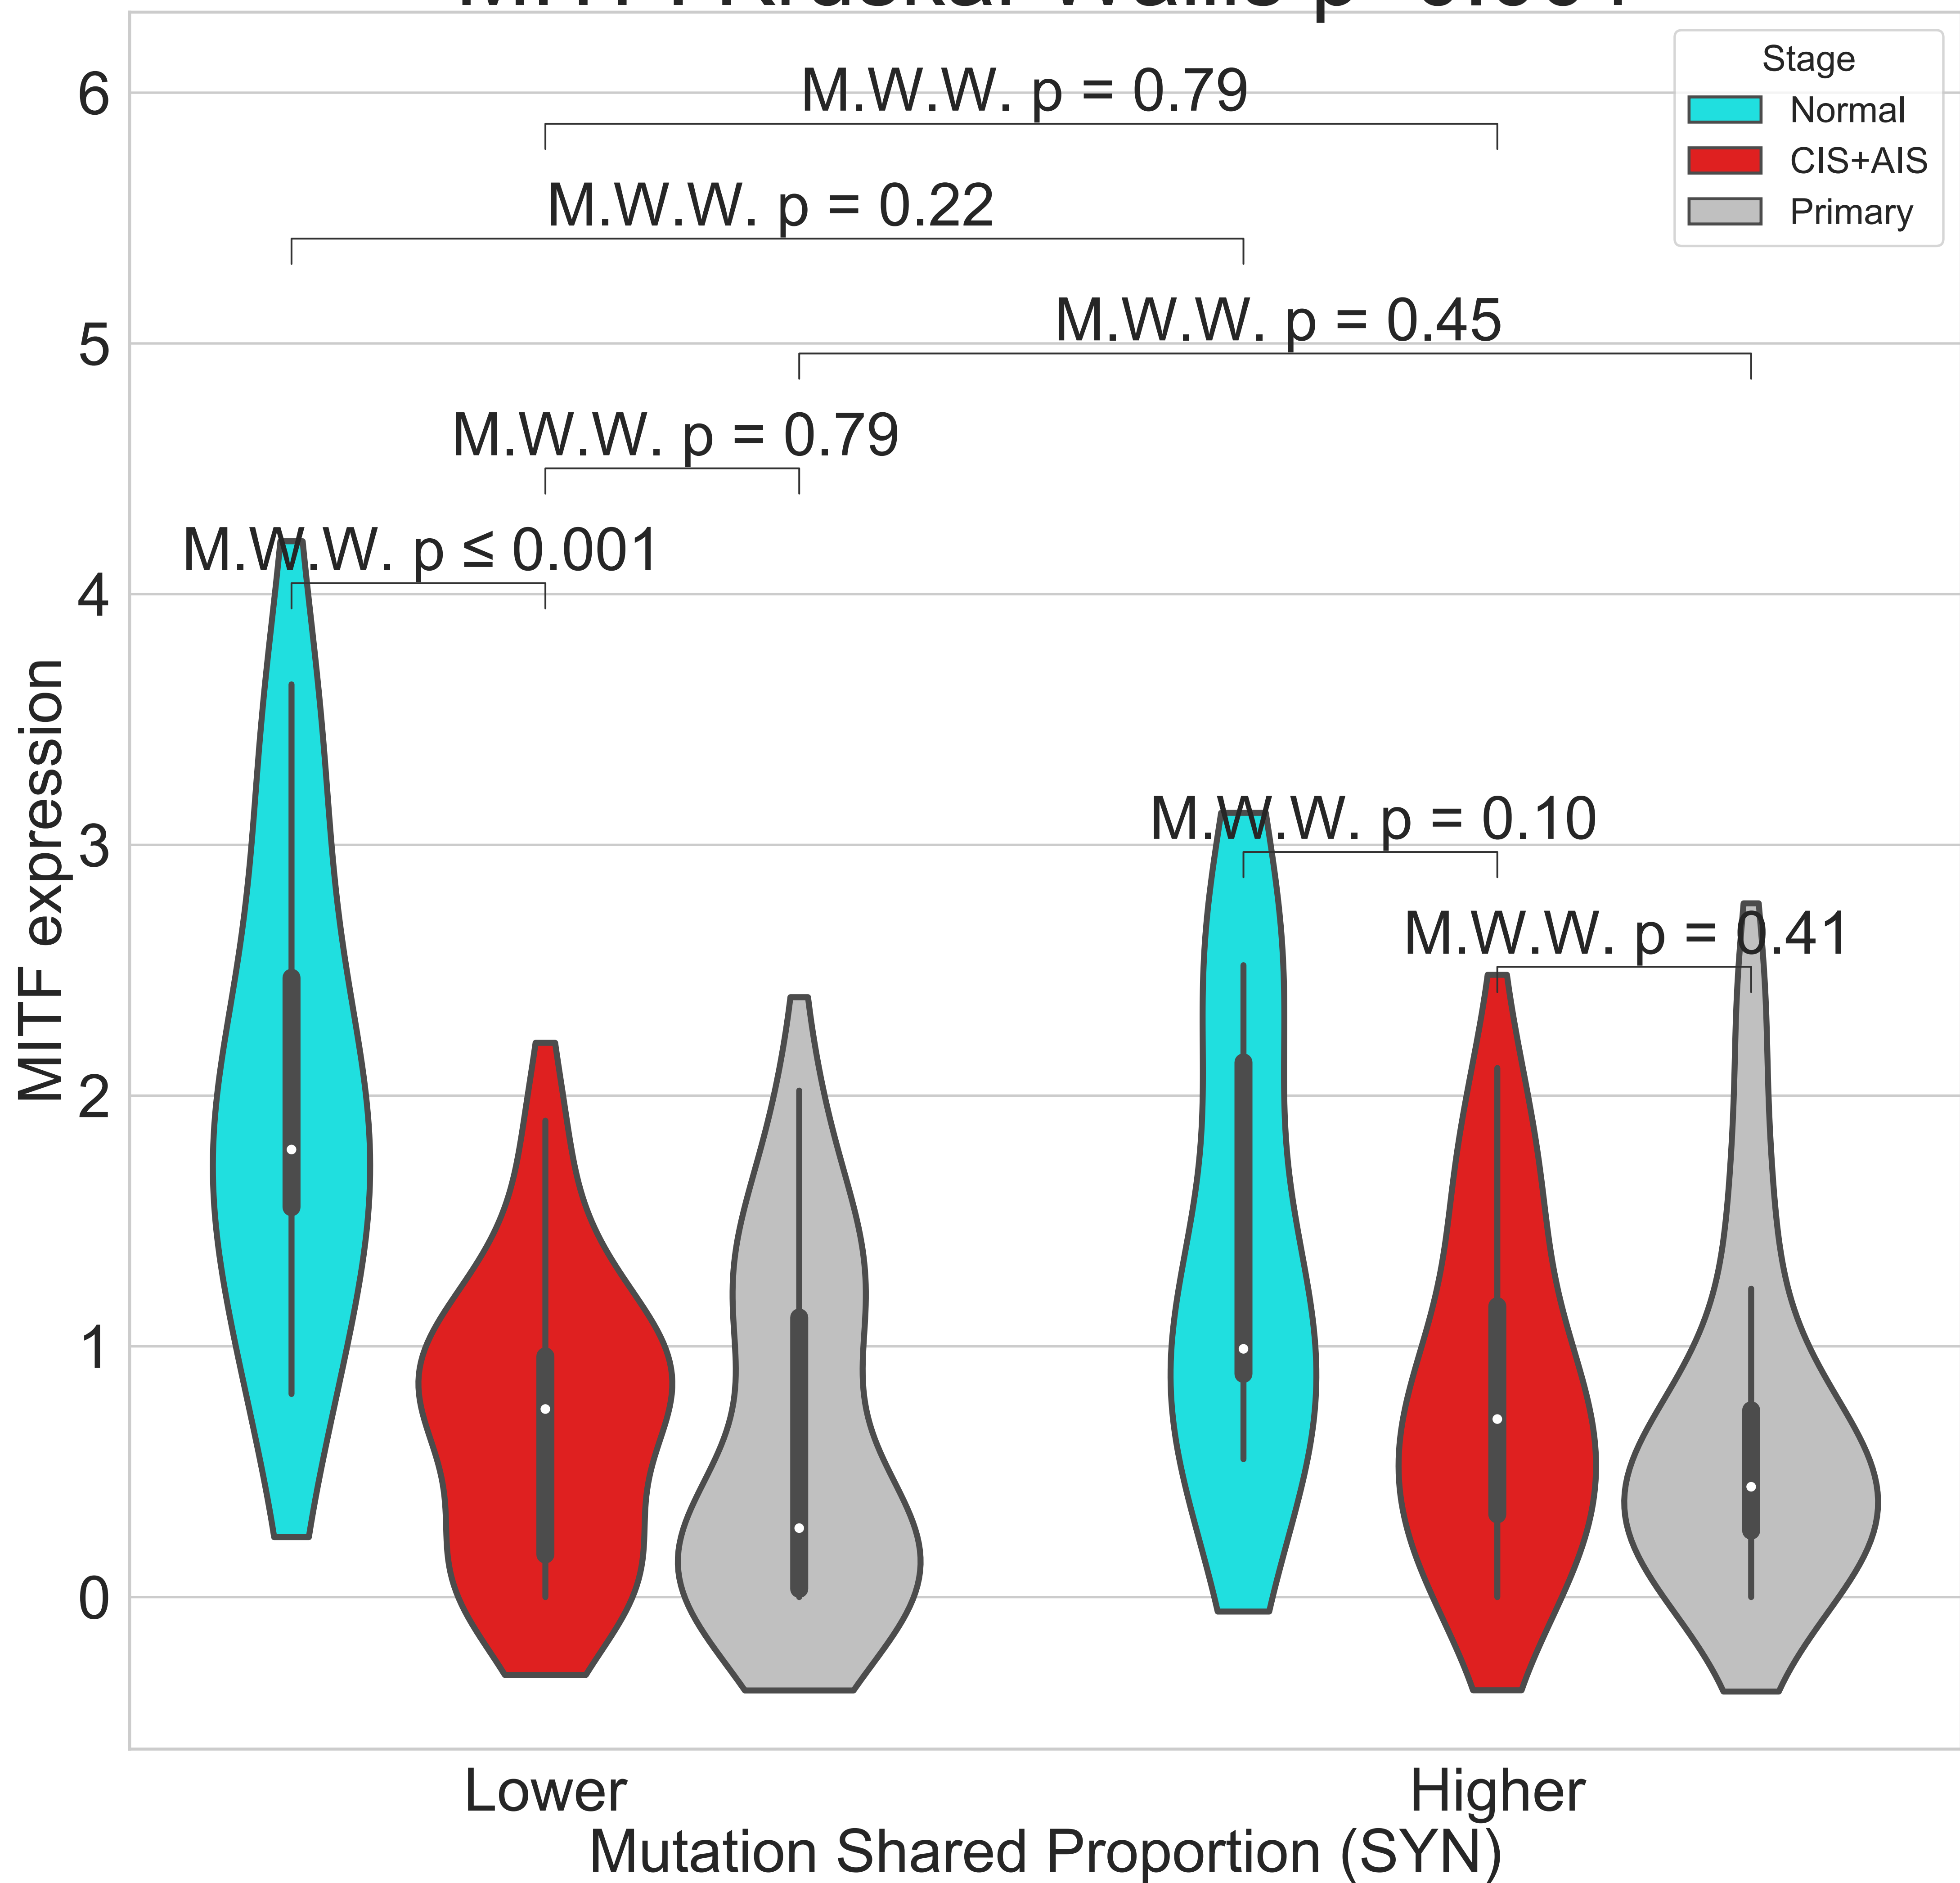 Stage
Normal
CIS+AIS
Primary
M.W.W. p = 0.79
M.W.W. p = 0.22
M.W.W. p = 0.45
M.W.W. p = 0.79
M.W.W. p ≤ 0.001
M.W.W. p = 0.10
M.W.W. p = 0.41
6
5
4
3
2
1
0
MITF expression
Lower
Higher
Mutation Shared Proportion (SYN)